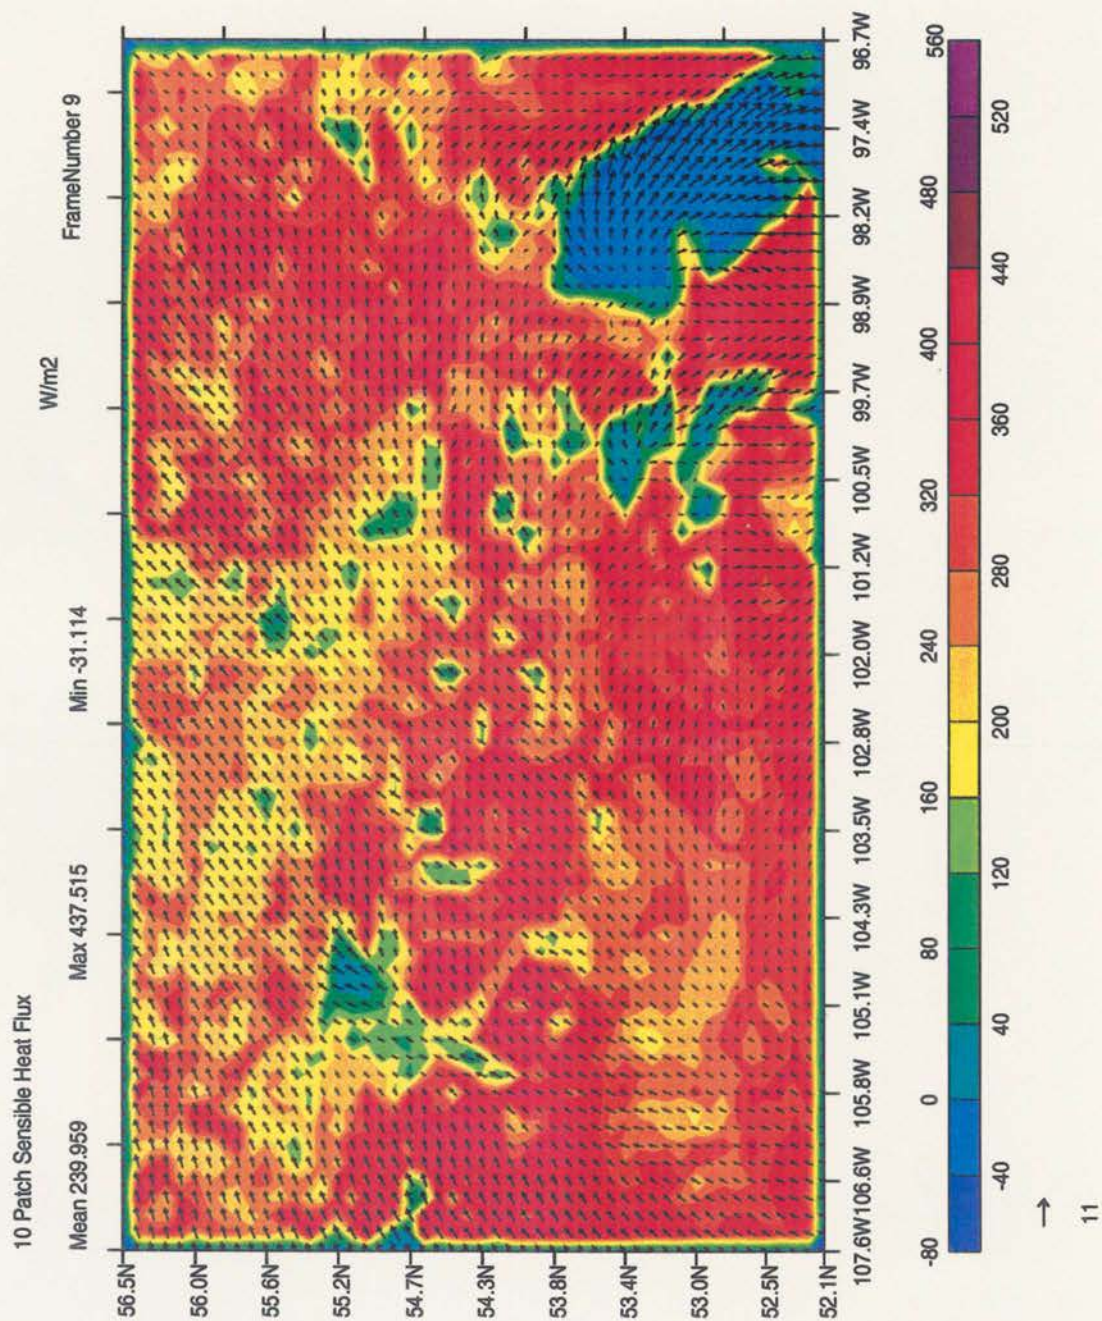 10 Patch Sensible Heat Flux
W/m2
FrameNumber 9
Mean 239.959
Max 437.515
Min -31.114
56.5N
56.0N
55.6N
55.2N
54.7N
54.3N
53.8N
53.4N
53.0N
52.5N
52.1N
107.6W 106.6W 105.8W 105.1W 104.3W 103.5W 102.8W 102.0W 101.2W 100.5W 99.7W 98.9W 98.2W 97.4W 96.7W
-80 -40 0 40 80 120 160 200 240 280 320 360 400 440 480 520 560
11